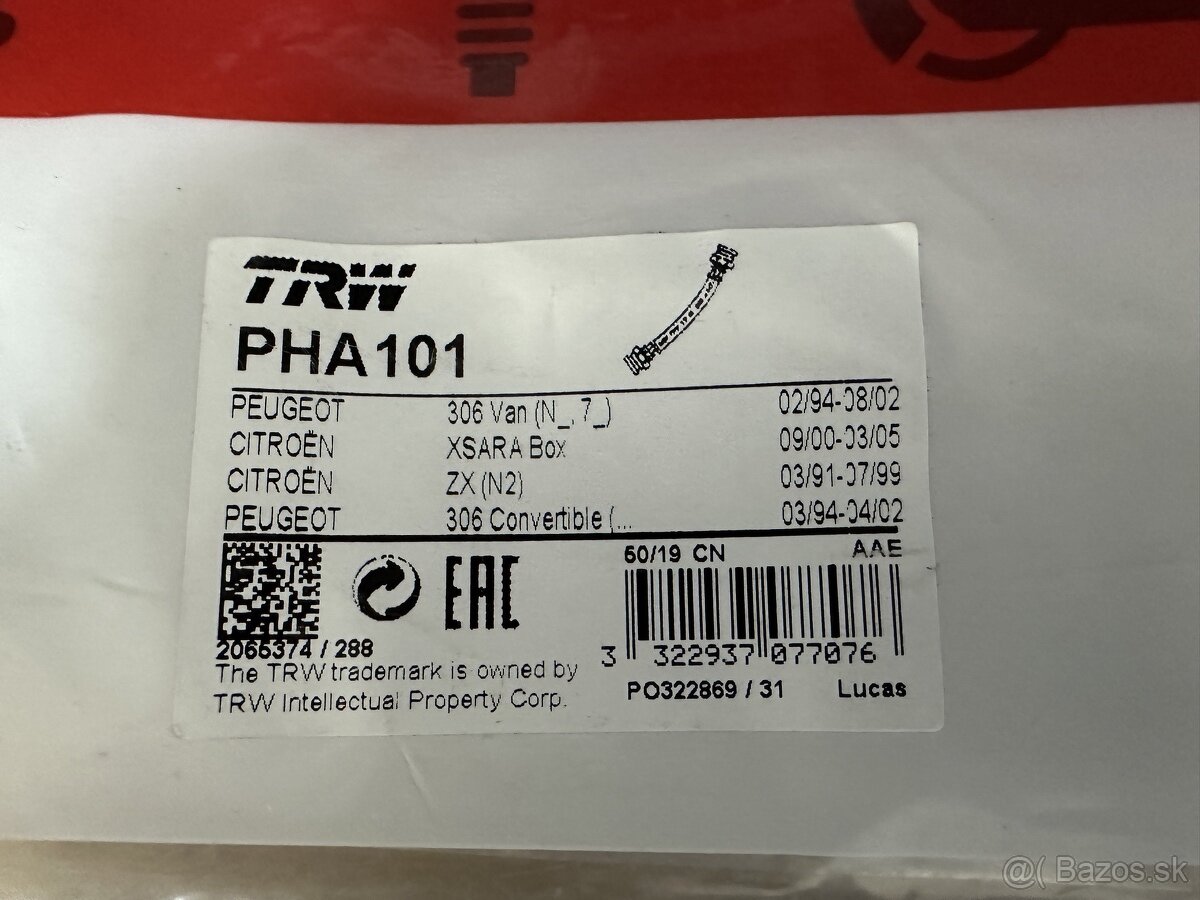 TRW
PHA101
PEUGEOT 306 Van (N_, 7_) 02/94-08/02
CITROËN XSARA Box 09/00-03/05
CITROËN ZX (N2) 03/91-07/99
PEUGEOT 306 Convertible (... 03/94-04/02
50/19 CN AAE
EAC
3 322937 077076
2065374 / 288
The TRW trademark is owned by
TRW Intellectual Property Corp.
PO322869 / 31 Lucas
@( Bazos.sk